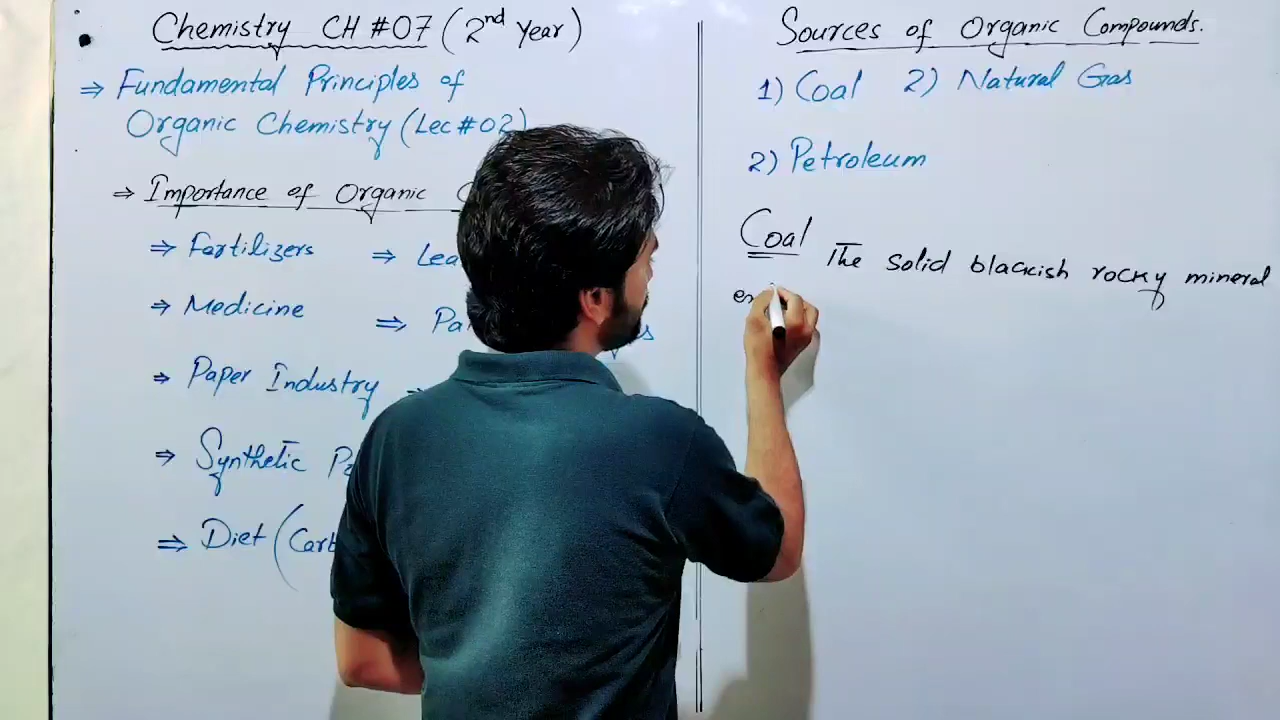 Chemistry CH #07 (2nd Year)
⇒ Fundamental Principles of
Organic Chemistry (Lec #02)
⇒ Importance of Organic
⇒ Fartilizers ⇒
⇒ Medicine ⇒
⇒ Paper Industry
⇒ Synthetic
⇒ Diet (
Sources of Organic Compounds.
1) Coal 2) Natural Gas
2) Petroleum
Coal The solid blackish rocky mineral